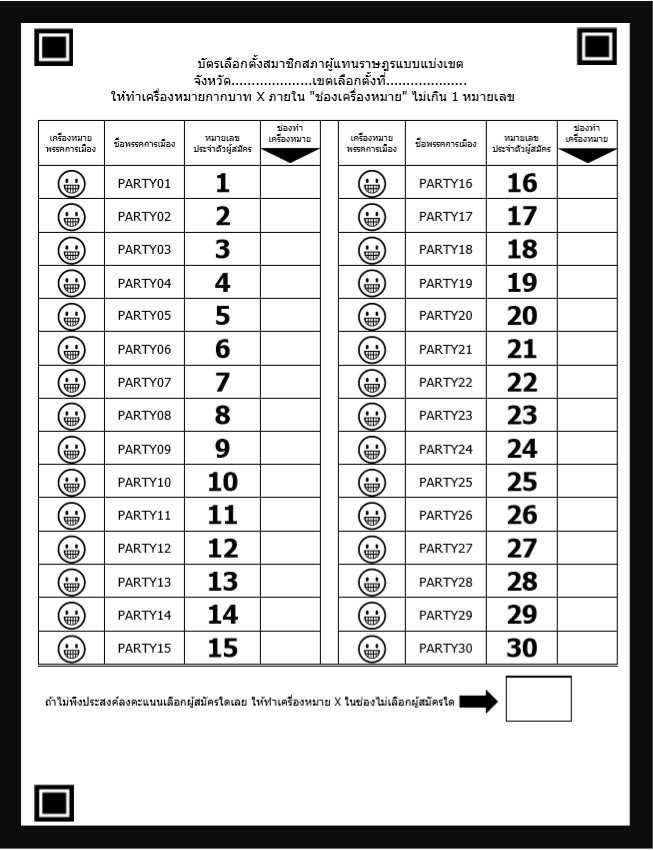 บัตรเลือกตั้งสมาชิกสภาผู้แทนราษฎรแบบแบ่งเขต
จังหวัด....................เขตเลือกตั้งที่....................
ให้ทำเครื่องหมายกากบาท X ภายใน "ช่องเครื่องหมาย" ไม่เกิน 1 หมายเลข
เครื่องหมาย
พรรคการเมือง
ชื่อพรรคการเมือง
หมายเลข
ประจำตัวผู้สมัคร
ช่องทำ
เครื่องหมาย
PARTY01 1
PARTY02 2
PARTY03 3
PARTY04 4
PARTY05 5
PARTY06 6
PARTY07 7
PARTY08 8
PARTY09 9
PARTY10 10
PARTY11 11
PARTY12 12
PARTY13 13
PARTY14 14
PARTY15 15
เครื่องหมาย
พรรคการเมือง
ชื่อพรรคการเมือง
หมายเลข
ประจำตัวผู้สมัคร
ช่องทำ
เครื่องหมาย
PARTY16 16
PARTY17 17
PARTY18 18
PARTY19 19
PARTY20 20
PARTY21 21
PARTY22 22
PARTY23 23
PARTY24 24
PARTY25 25
PARTY26 26
PARTY27 27
PARTY28 28
PARTY29 29
PARTY30 30
ถ้าไม่พึงประสงค์ลงคะแนนเลือกผู้สมัครใดเลย ให้ทำเครื่องหมาย X ในช่องไม่เลือกผู้สมัครใด